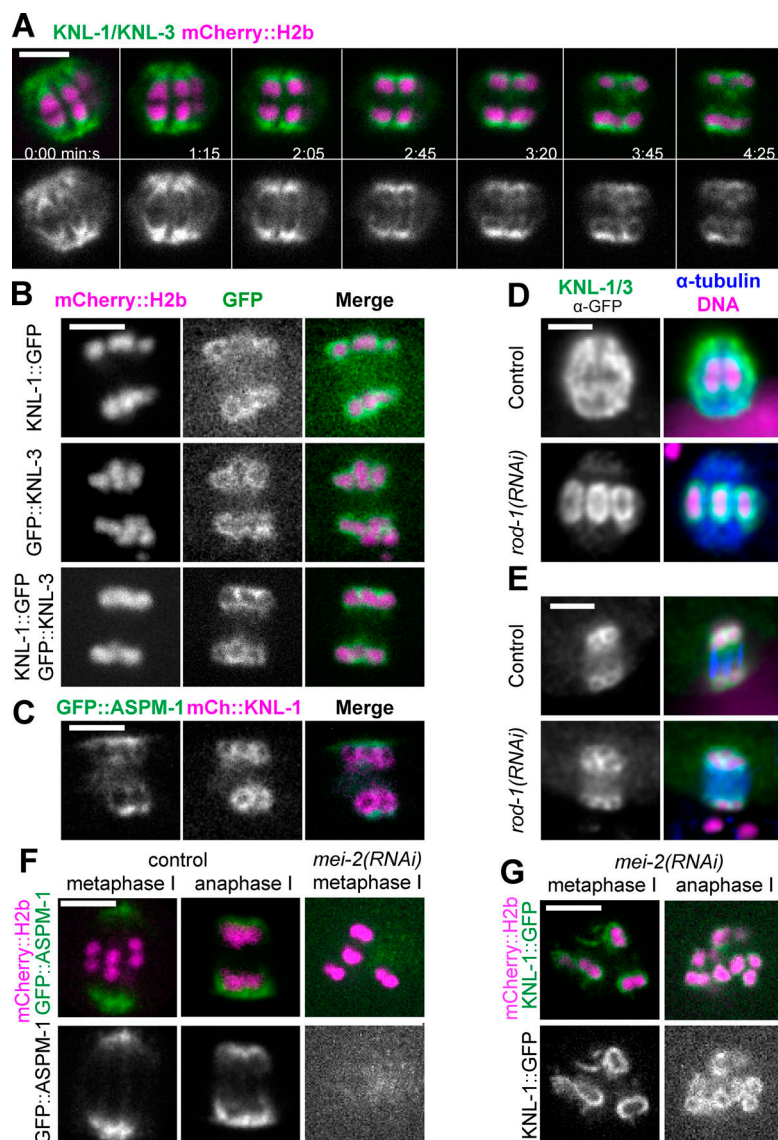 A
KNL-1/KNL-3 mCherry::H2b
0:00 min:s 1:15 2:05 2:45 3:20 3:45 4:25
B
mCherry::H2b GFP Merge
KNL-1::GFP
GFP::KNL-3
KNL-1::GFP
GFP::KNL-3
C
GFP::ASPM-1 mCh::KNL-1 Merge
D
KNL-1/3 α-tubulin
α-GFP DNA
Control
rod-1(RNAi)
E
Control
rod-1(RNAi)
F
control mei-2(RNAi)
metaphase I anaphase I metaphase I
mCherry::H2b
GFP::ASPM-1
GFP::ASPM-1
G
mei-2(RNAi)
metaphase I anaphase I
mCherry::H2b
KNL-1::GFP
KNL-1::GFP